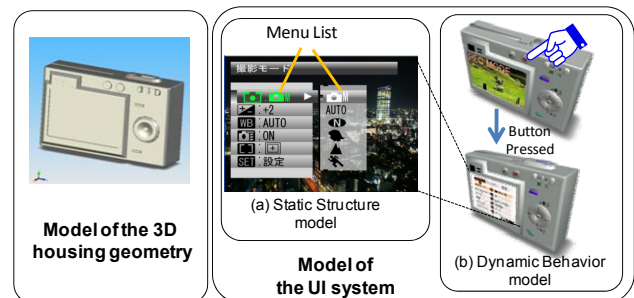 Menu List
撮影モード
M
M
: +2
AUTO
WB : AUTO
N
: ON
SET : 設定
(a) Static Structure
model
Model of the 3D
housing geometry
Model of
the UI system
Button
Pressed
(b) Dynamic Behavior
model